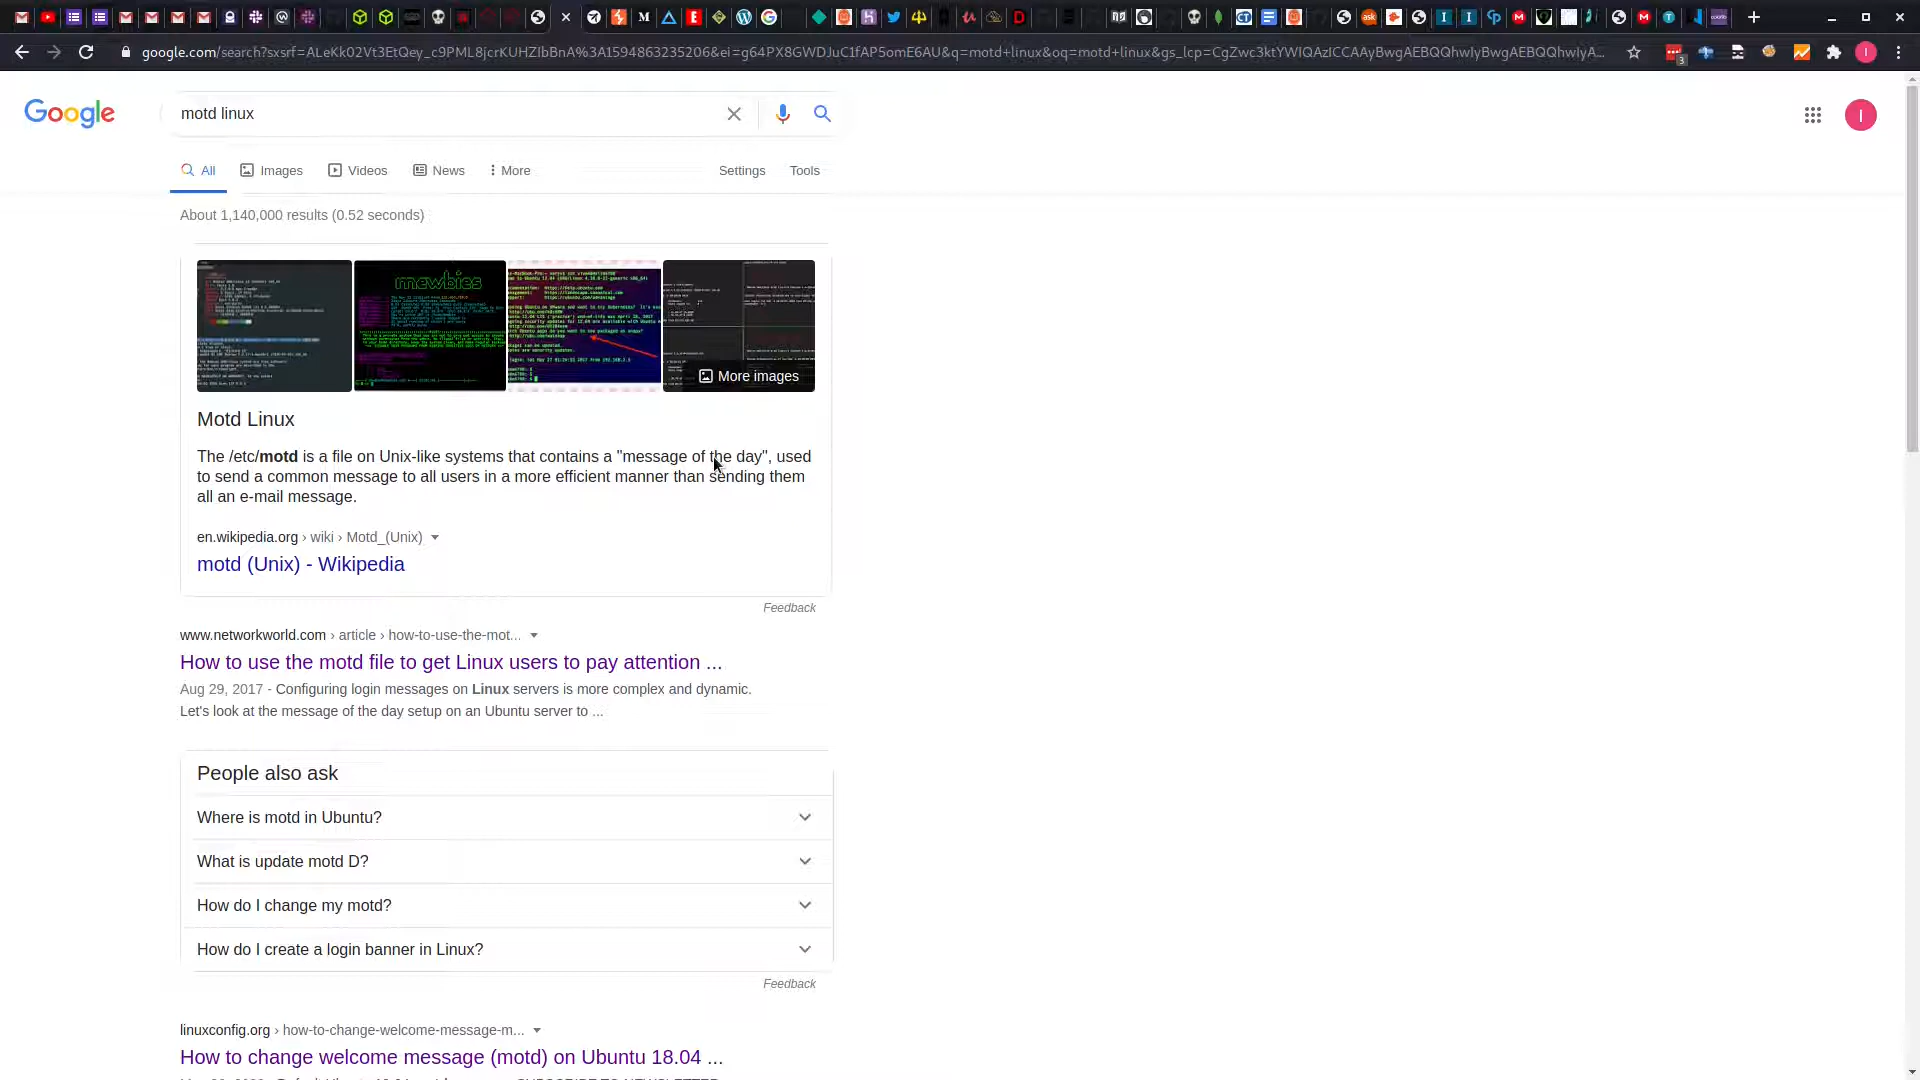 google.com/search?sxsrf=ALeKk02Vt3EtQey_c9PML8jcrKUHZIbBnA%3A1594863235206&ei=g64PX8GWDJuC1fAPSomE6AU&q=motd+linux&oq=motd+linux&gs_lcp=CgZwc3ktYWIQAzICCAAyBwgAEBQQhwIyBwgAEBQQhwIyA...
3
I
Google
motd linux
I
All
Images
Videos
News
More
Settings
Tools
About 1,140,000 results (0.52 seconds)
mewbies
More images
Motd Linux
The /etc/motd is a file on Unix-like systems that contains a "message of the day", used
to send a common message to all users in a more efficient manner than sending them
all an e-mail message.
en.wikipedia.org › wiki › Motd_(Unix)
motd (Unix) - Wikipedia
Feedback
www.networkworld.com › article › how-to-use-the-mot...
How to use the motd file to get Linux users to pay attention ...
Aug 29, 2017 - Configuring login messages on Linux servers is more complex and dynamic.
Let's look at the message of the day setup on an Ubuntu server to ...
People also ask
Where is motd in Ubuntu?
What is update motd D?
How do I change my motd?
How do I create a login banner in Linux?
Feedback
linuxconfig.org › how-to-change-welcome-message-m...
How to change welcome message (motd) on Ubuntu 18.04 ...